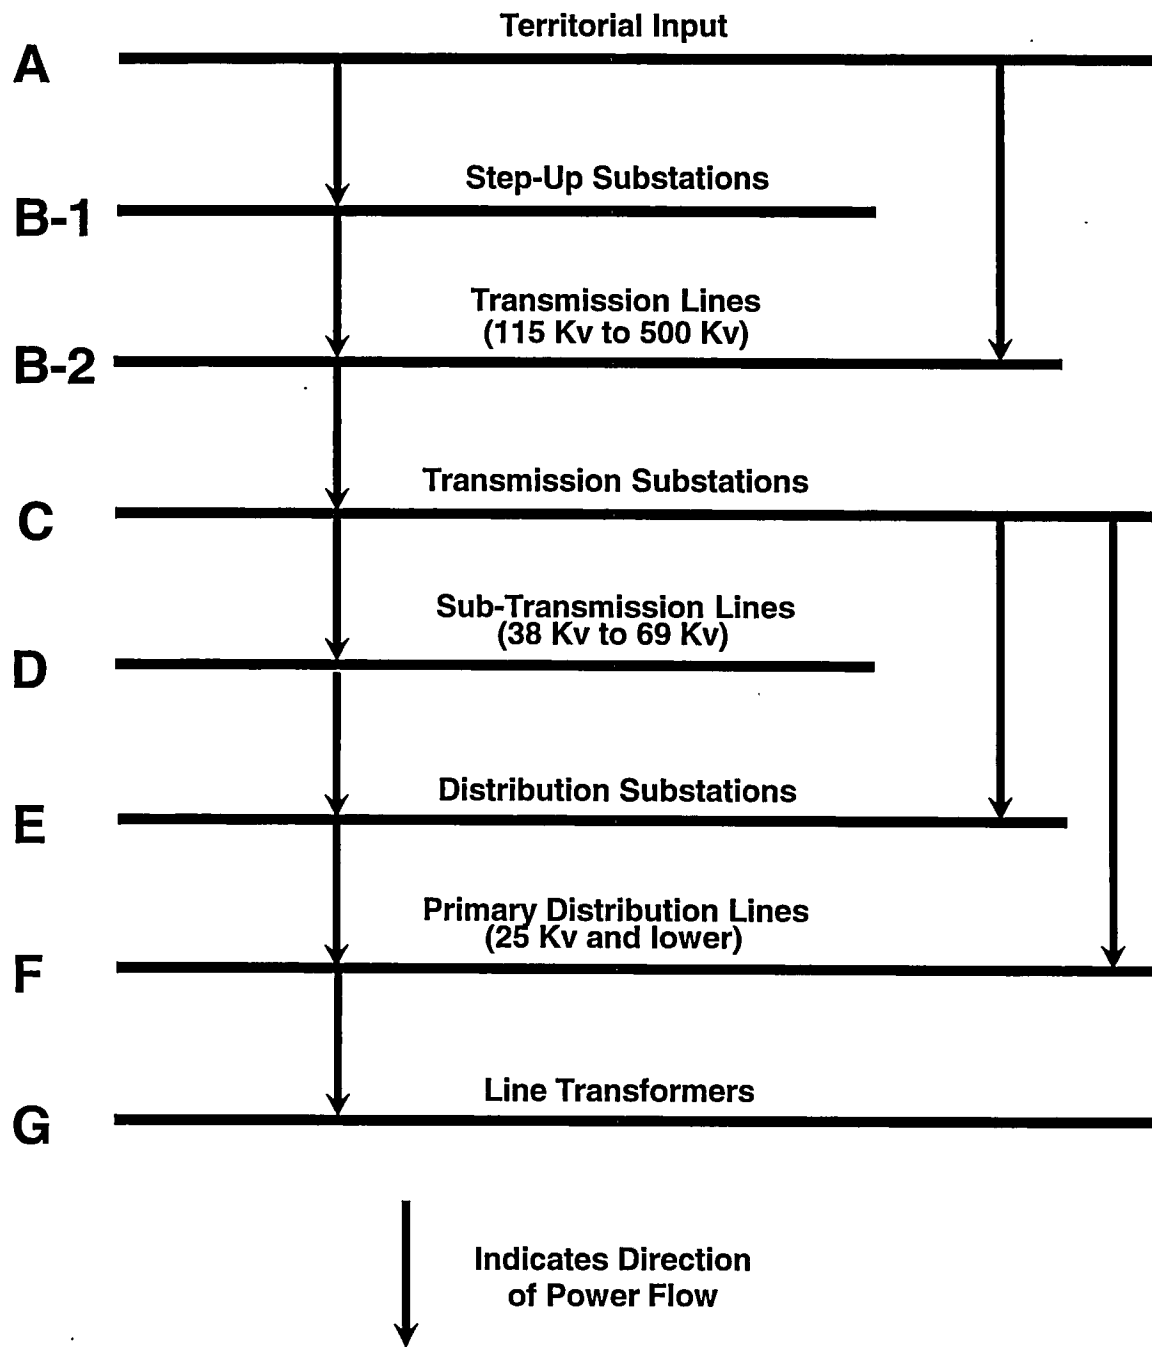 Territorial Input
A
Step-Up Substations
B-1
Transmission Lines
(115 Kv to 500 Kv)
B-2
Transmission Substations
C
Sub-Transmission Lines
(38 Kv to 69 Kv)
D
Distribution Substations
E
Primary Distribution Lines
(25 Kv and lower)
F
Line Transformers
G
Indicates Direction
of Power Flow